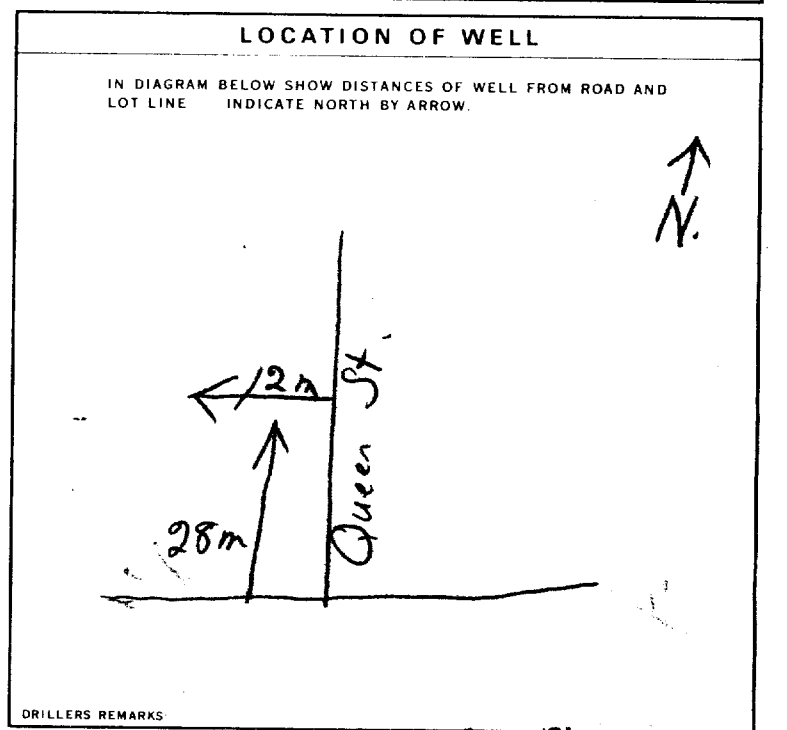 LOCATION OF WELL
IN DIAGRAM BELOW SHOW DISTANCES OF WELL FROM ROAD AND
LOT LINE INDICATE NORTH BY ARROW.
N.
12m
Queen St.
28m
DRILLERS REMARKS